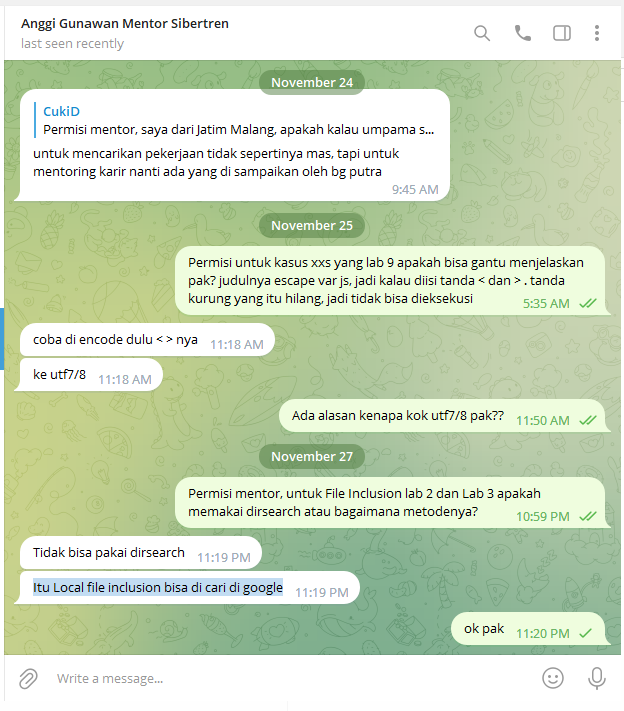 Anggi Gunawan Mentor Sibertren
last seen recently
November 24
CukiD
Permisi mentor, saya dari Jatim Malang, apakah kalau umpama s...
untuk mencarikan pekerjaan tidak sepertinya mas, tapi untuk
mentoring karir nanti ada yang di sampaikan oleh bg putra
9:45 AM
November 25
Permisi untuk kasus xxs yang lab 9 apakah bisa gantu menjelaskan
pak? judulnya escape var js, jadi kalau diisi tanda < dan > . tanda
kurung yang itu hilang, jadi tidak bisa dieksekusi
5:35 AM
coba di encode dulu < > nya
11:18 AM
ke utf7/8
11:18 AM
Ada alasan kenapa kok utf7/8 pak??
11:50 AM
November 27
Permisi mentor, untuk File Inclusion lab 2 dan Lab 3 apakah
memakai dirsearch atau bagaimana metodenya?
10:59 PM
Tidak bisa pakai dirsearch
11:19 PM
Itu Local file inclusion bisa di cari di google
11:19 PM
ok pak
11:20 PM
Write a message...